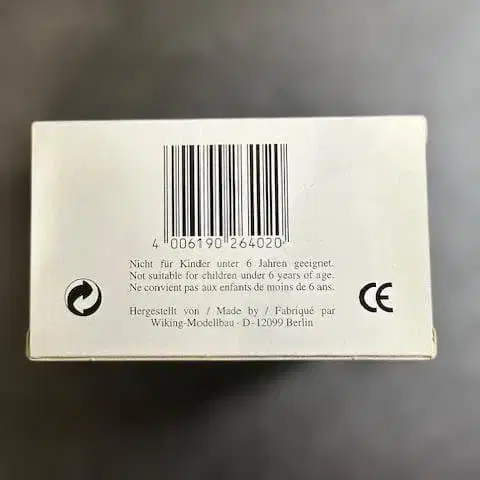 4 006190 264020
Nicht für Kinder unter 6 Jahren geeignet.
Not suitable for children under 6 years of age.
Ne convient pas aux enfants de moins de 6 ans.
CE
Hergestellt von / Made by / Fabriqué par
Wiking-Modellbau · D-12099 Berlin